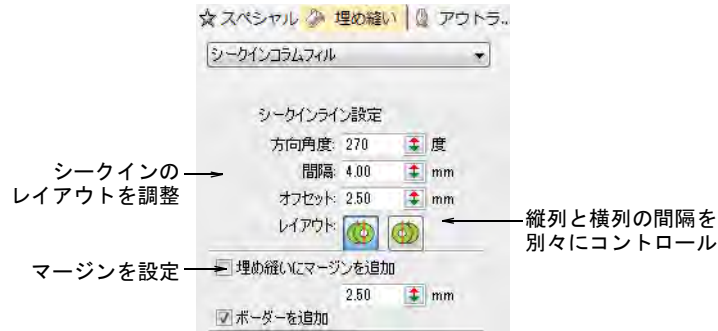 スペシャル 埋め縫い アウトラ..
シークインコラムフィル
シークインライン設定
方向角度: 270 度
間隔: 4.00 mm
オフセット: 2.50 mm
レイアウト:
埋め縫いにマージンを追加
2.50 mm
ボーダーを追加
シークインの
レイアウトを調整
マージンを設定
縦列と横列の間隔を
別々にコントロール